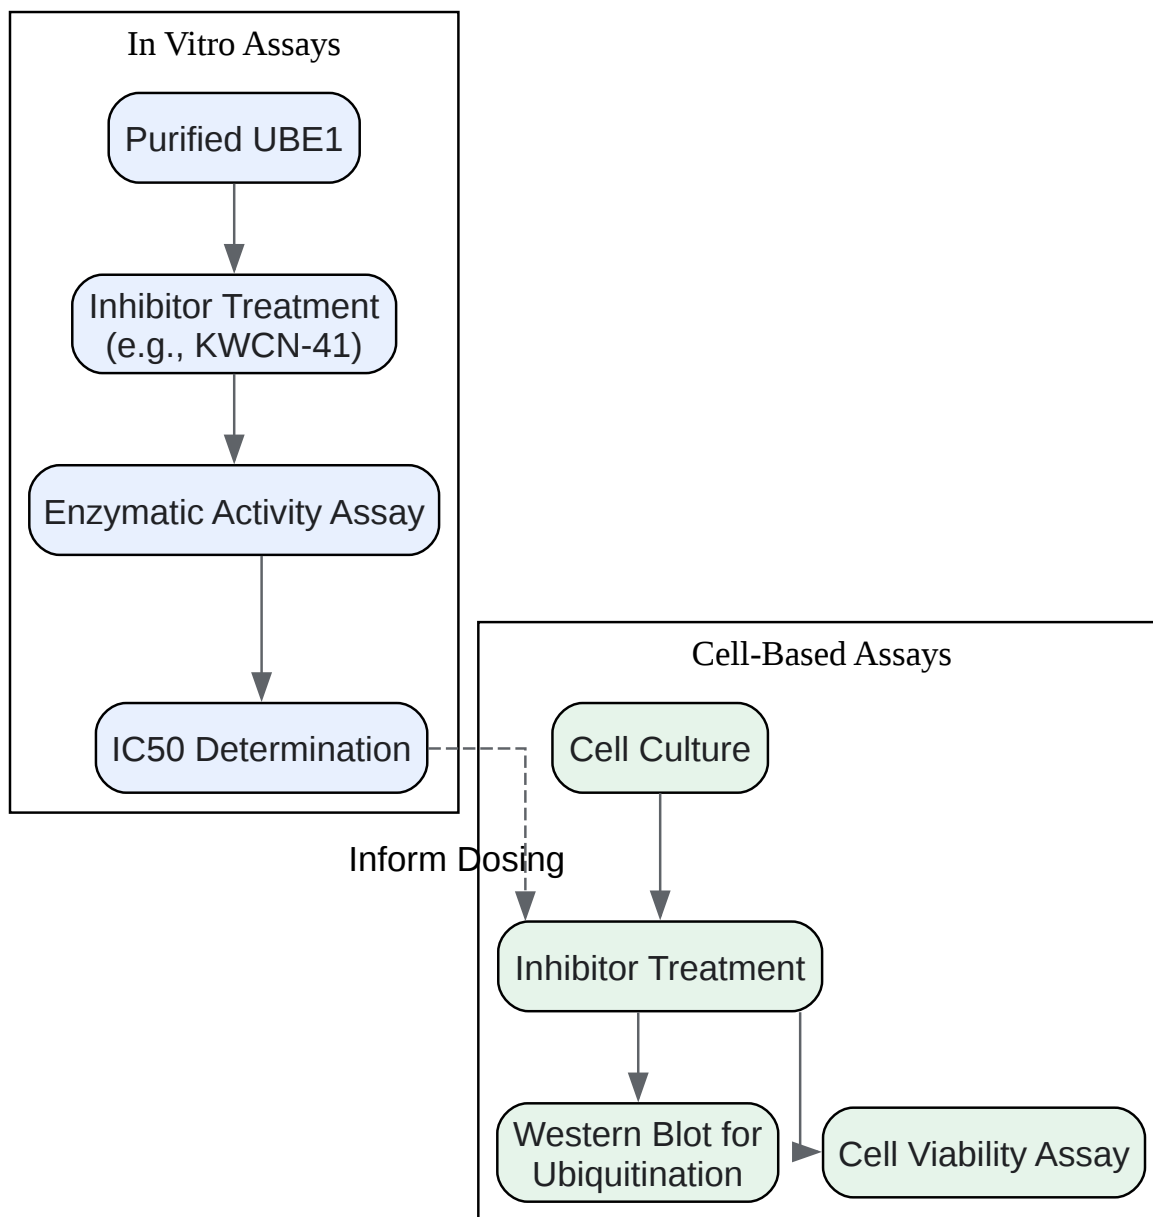 In Vitro Assays
Purified UBE1
Inhibitor Treatment
(e.g., KWCN-41)
Enzymatic Activity Assay
IC50 Determination
Inform Dosing
Cell-Based Assays
Cell Culture
Inhibitor Treatment
Western Blot for
Ubiquitination
Cell Viability Assay